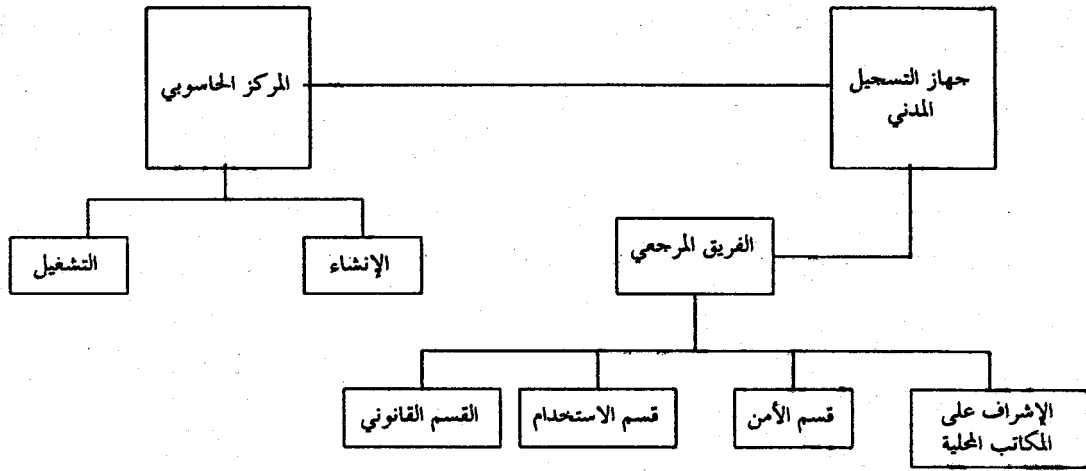 جهاز التسجيل
المدني
المركز الحاسوبي
الفريق المرجعي
الإنشاء
التشغيل
الإشراف على
المكاتب المحلية
قسم الأمن
قسم الاستخدام
القسم القانوني